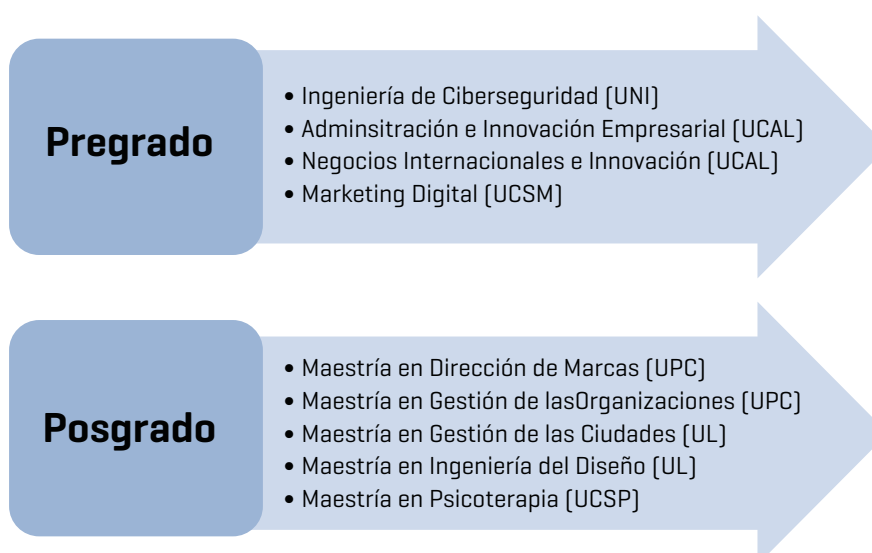 Pregrado
• Ingeniería de Ciberseguridad (UNI)
• Adminsitración e Innovación Empresarial (UCAL)
• Negocios Internacionales e Innovación (UCAL)
• Marketing Digital (UCSM)
Posgrado
• Maestría en Dirección de Marcas (UPC)
• Maestría en Gestión de lasOrganizaciones (UPC)
• Maestría en Gestión de las Ciudades (UL)
• Maestría en Ingeniería del Diseño (UL)
• Maestría en Psicoterapia (UCSP)